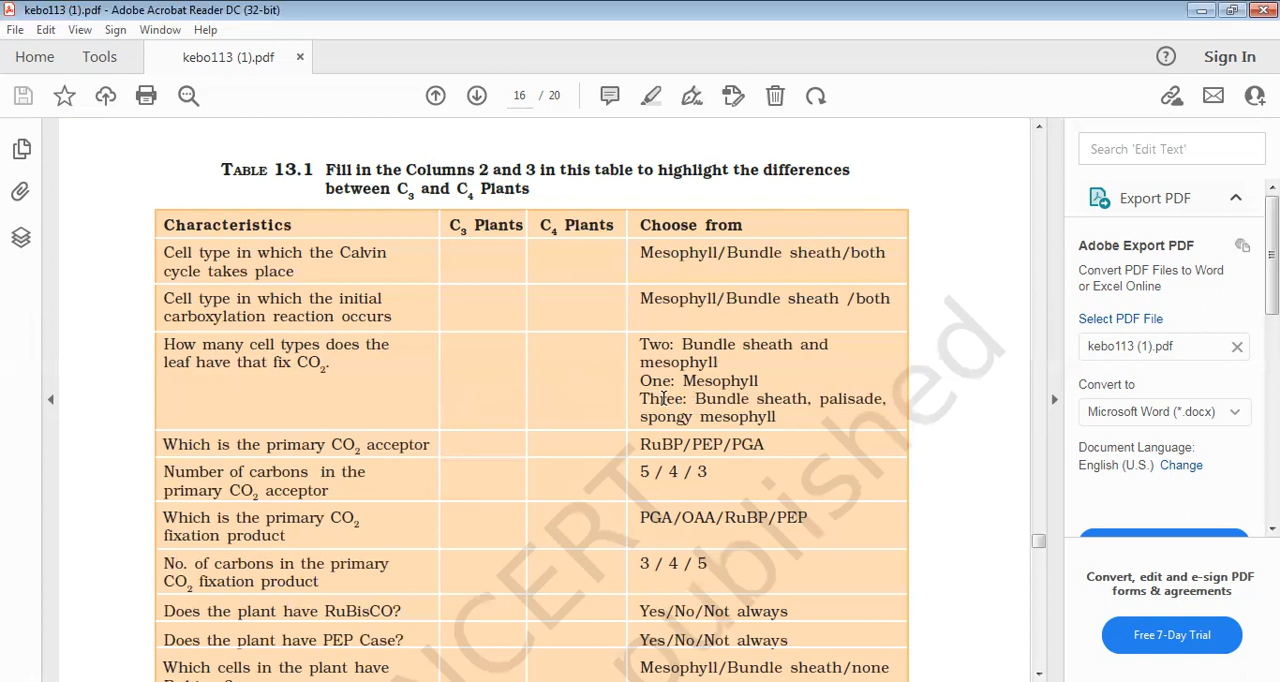 kebo113 (1).pdf - Adobe Acrobat Reader DC (32-bit)
File Edit View Sign Window Help
Home Tools kebo113 (1).pdf × Sign In
16 / 20
Search 'Edit Text'
Export PDF
Adobe Export PDF
Convert PDF Files to Word
or Excel Online
Select PDF File
kebo113 (1).pdf
Convert to
Microsoft Word (*.docx)
Document Language:
English (U.S.) Change
Convert, edit and e-sign PDF
forms & agreements
Free 7-Day Trial
TABLE 13.1 Fill in the Columns 2 and 3 in this table to highlight the differences
between C3 and C4 Plants
Characteristics C3 Plants C4 Plants Choose from
Cell type in which the Calvin
cycle takes place
Mesophyll/Bundle sheath/both
Cell type in which the initial
carboxylation reaction occurs
Mesophyll/Bundle sheath /both
How many cell types does the
leaf have that fix CO2.
Two: Bundle sheath and
mesophyll
One: Mesophyll
Three: Bundle sheath, palisade,
spongy mesophyll
Which is the primary CO2 acceptor RuBP/PEP/PGA
Number of carbons in the
primary CO2 acceptor
5 / 4 / 3
Which is the primary CO2
fixation product
PGA/OAA/RuBP/PEP
No. of carbons in the primary
CO2 fixation product
3 / 4 / 5
Does the plant have RuBisCO? Yes/No/Not always
Does the plant have PEP Case? Yes/No/Not always
Which cells in the plant have Mesophyll/Bundle sheath/none
NCERT
published